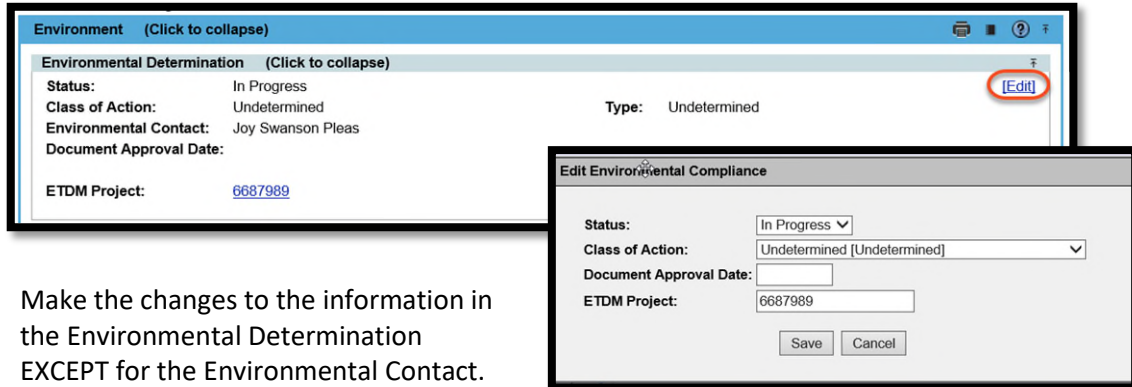 Environment (Click to collapse)
Environmental Determination (Click to collapse)
Status: In Progress [Edit]
Class of Action: Undetermined Type: Undetermined
Environmental Contact: Joy Swanson Pleas
Document Approval Date:
ETDM Project: 6687989
Edit Environmental Compliance
Status: In Progress
Class of Action: Undetermined [Undetermined]
Document Approval Date:
ETDM Project: 6687989
Save Cancel
Make the changes to the information in
the Environmental Determination
EXCEPT for the Environmental Contact.